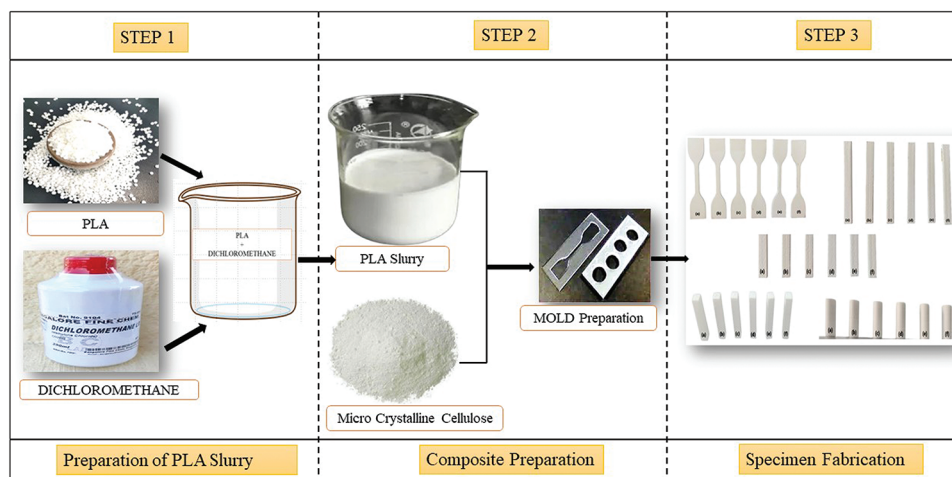 STEP 1
STEP 2
STEP 3
PLA
DICHLOROMETHANE
DICHLOROMETHANE
PLA
+
DICHLOROMETHANE
250
PLA Slurry
Micro Crystalline Cellulose
MOLD Preparation
(a) (b) (c) (d) (e) (f)
(a) (b) (c) (d) (e) (f)
(a) (b) (c) (d) (e) (f)
(a) (b) (c) (d) (e) (f)
(a) (b) (c) (d) (e) (f)
Preparation of PLA Slurry
Composite Preparation
Specimen Fabrication